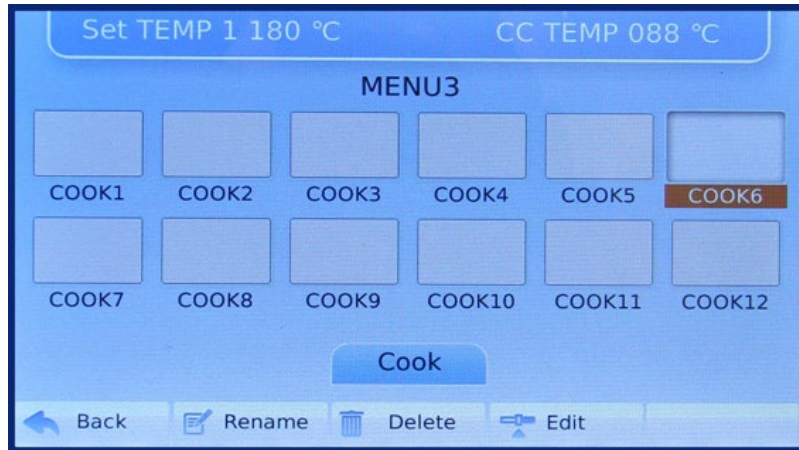 Set TEMP 1 180 °C CC TEMP 088 °C
MENU3
COOK1 COOK2 COOK3 COOK4 COOK5 COOK6
COOK7 COOK8 COOK9 COOK10 COOK11 COOK12
Cook
Back Rename Delete Edit